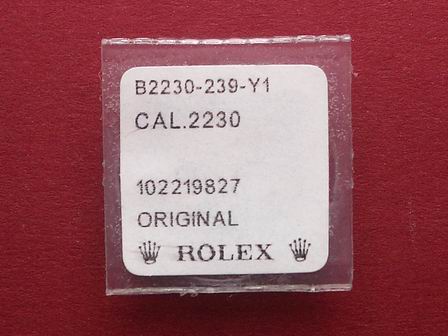 B2230-239-Y1
CAL.2230
102219827
ORIGINAL
ROLEX